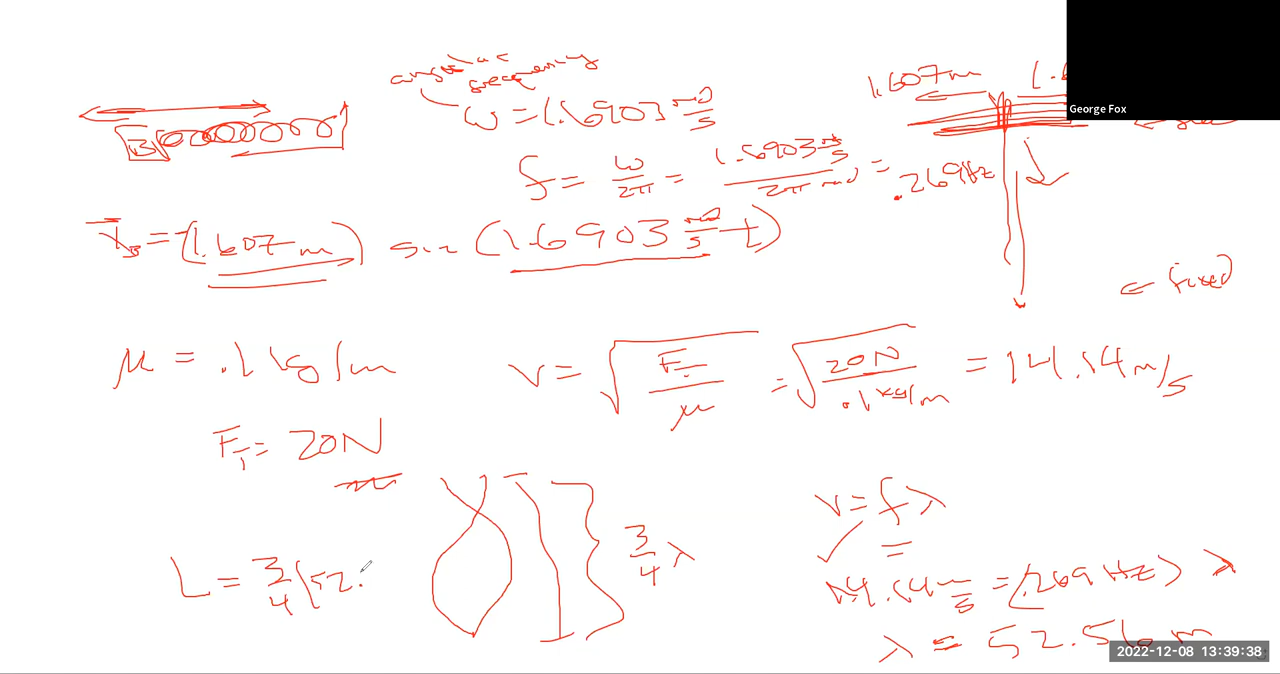 angular
frequency
ω = 1.6903 rad/s
1.607 m
1.6
George Fox
B
f = ω/2π = 1.6903 rad/s / 2π rad = .269 Hz
x_B = -(1.607 m) sin (1.6903 rad/s t)
← fixed
μ = .1 kg/m
v = √(F_T/μ) = √(20N/.1 kg/m) = 14.14 m/s
F_T = 20N
v = fλ
3/4 λ
L = 3/4 (52.
14.14 m/s = (.269 Hz) λ
λ = 52.56 m
2022-12-08 13:39:38